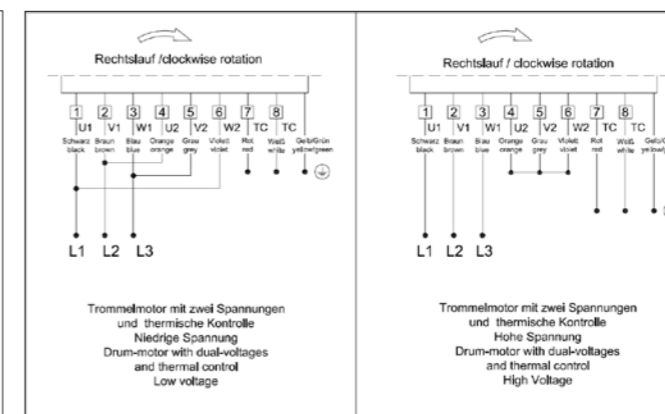 Rechtslauf /clockwise rotation
1 2 3 4 5 6 7 8
U1 V1 W1 U2 V2 W2 TC TC
Schwarz Braun Blau Orange Grau Violett Rot Weiß Gelb/Grün
black brown blue orange grey violet red white yellow/green
L1 L2 L3
Trommelmotor mit zwei Spannungen
und thermische Kontrolle
Niedrige Spannung
Drum-motor with dual-voltages
and thermal control
Low voltage
Rechtslauf / clockwise rotation
1 2 3 4 5 6 7 8
U1 V1 W1 U2 V2 W2 TC TC
Schwarz Braun Blau Orange Grau Violett Rot Weiß
black brown blue orange grey violet red white
L1 L2 L3
Trommelmotor mit zwei Spannungen
und thermische Kontrolle
Hohe Spannung
Drum-motor with dual-voltages
and thermal control
High Voltage